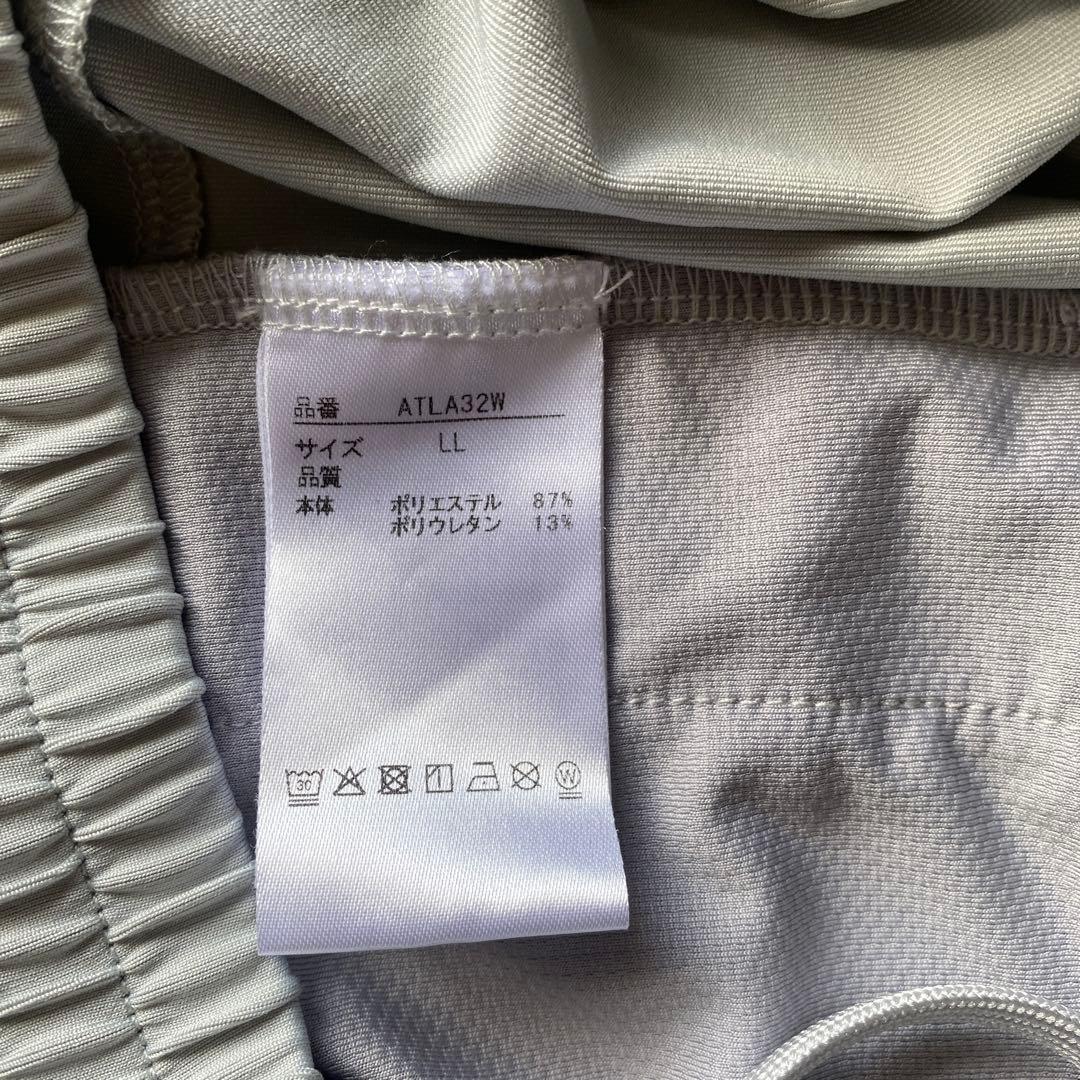 品番 ATLA32W
サイズ LL
品質
本体 ポリエステル 87%
ポリウレタン 13%
30 W